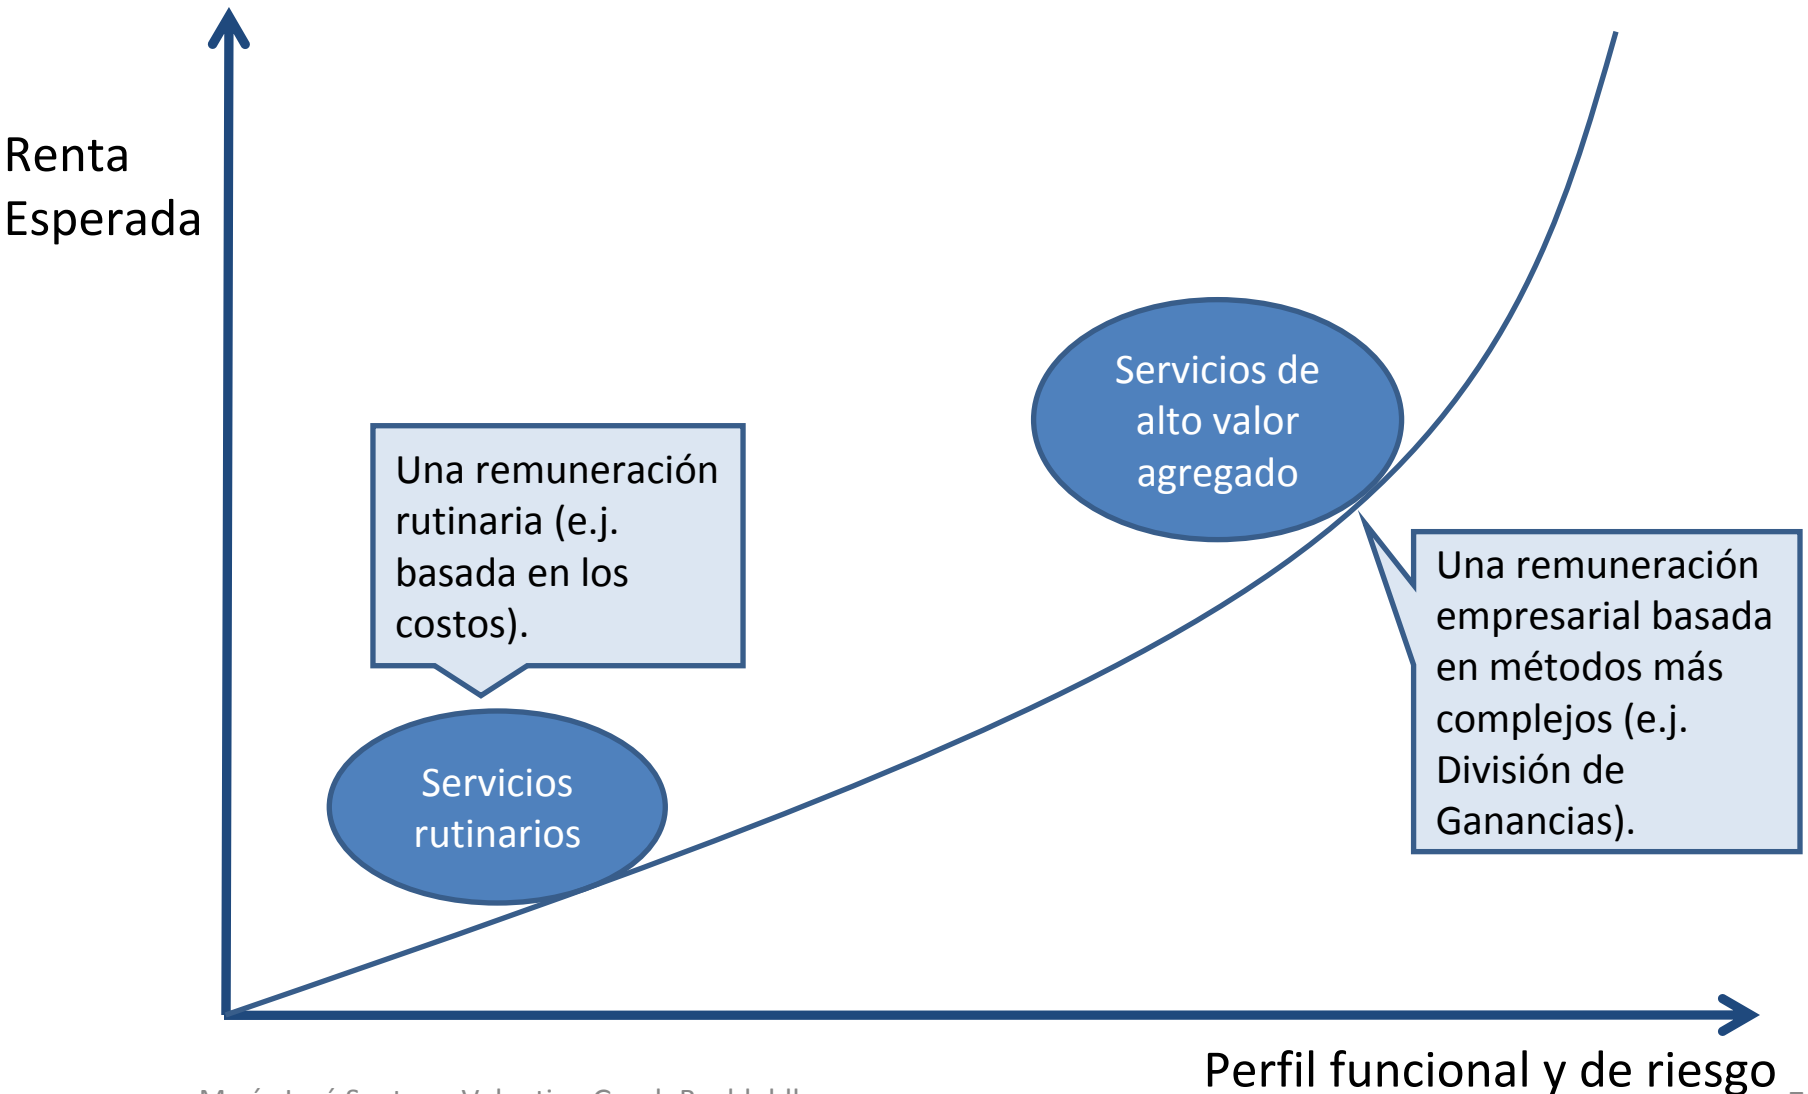 Renta
Esperada
Servicios de
alto valor
agregado
Una remuneración
rutinaria (e.j.
basada en los
costos).
Una remuneración
empresarial basada
en métodos más
complejos (e.j.
División de
Ganancias).
Servicios
rutinarios
Perfil funcional y de riesgo